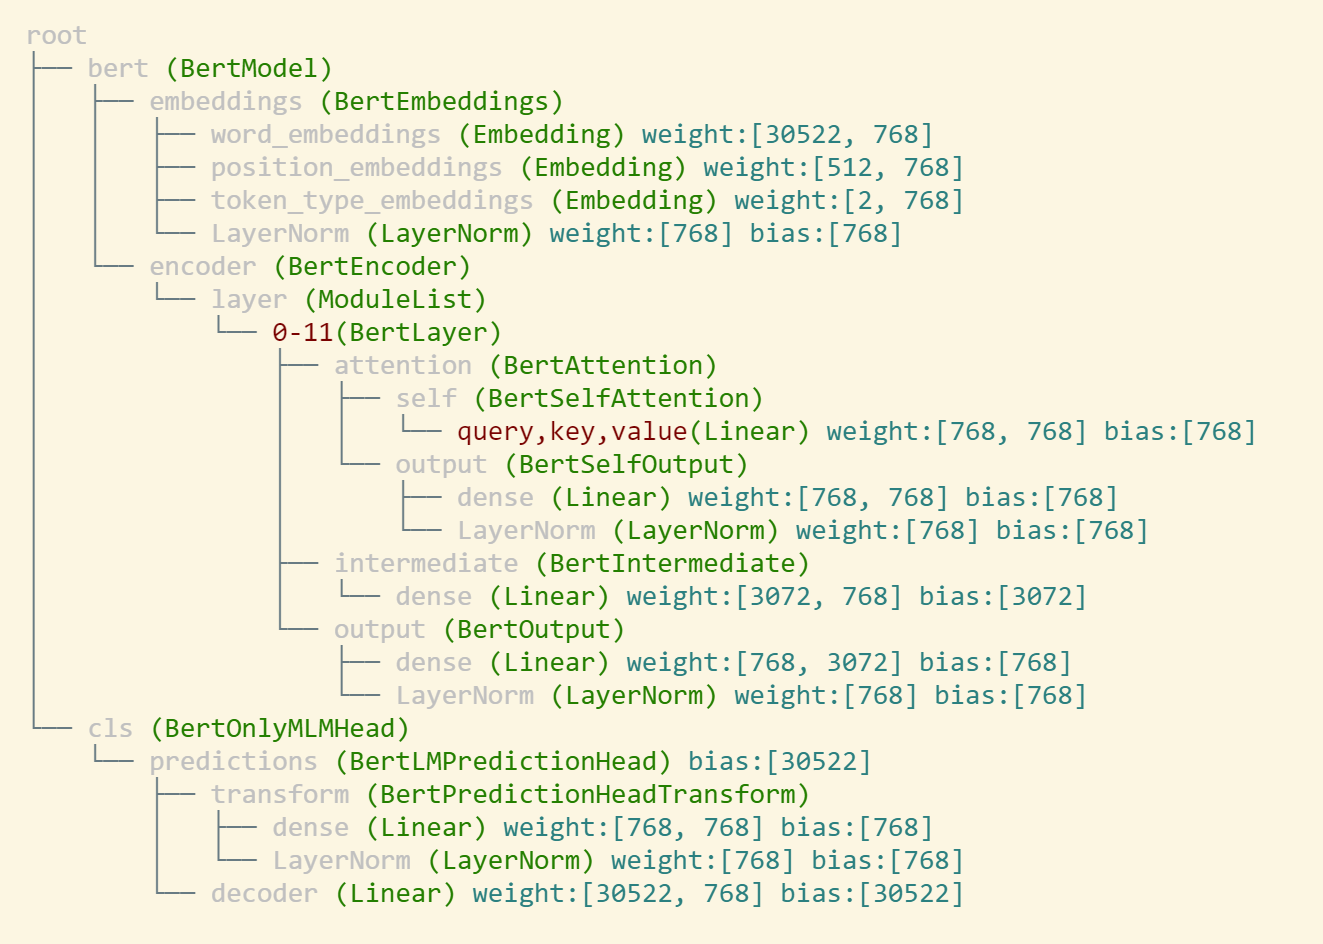 root
├── bert (BertModel)
│   ├── embeddings (BertEmbeddings)
│   │   ├── word_embeddings (Embedding) weight:[30522, 768]
│   │   ├── position_embeddings (Embedding) weight:[512, 768]
│   │   ├── token_type_embeddings (Embedding) weight:[2, 768]
│   │   └── LayerNorm (LayerNorm) weight:[768] bias:[768]
│   └── encoder (BertEncoder)
│       └── layer (ModuleList)
│           └── 0-11(BertLayer)
│               ├── attention (BertAttention)
│               │   ├── self (BertSelfAttention)
│               │   │   └── query,key,value(Linear) weight:[768, 768] bias:[768]
│               │   └── output (BertSelfOutput)
│               │       ├── dense (Linear) weight:[768, 768] bias:[768]
│               │       └── LayerNorm (LayerNorm) weight:[768] bias:[768]
│               ├── intermediate (BertIntermediate)
│               │   └── dense (Linear) weight:[3072, 768] bias:[3072]
│               └── output (BertOutput)
│                   ├── dense (Linear) weight:[768, 3072] bias:[768]
│                   └── LayerNorm (LayerNorm) weight:[768] bias:[768]
└── cls (BertOnlyMLMHead)
    └── predictions (BertLMPredictionHead) bias:[30522]
        ├── transform (BertPredictionHeadTransform)
        │   ├── dense (Linear) weight:[768, 768] bias:[768]
        │   └── LayerNorm (LayerNorm) weight:[768] bias:[768]
        └── decoder (Linear) weight:[30522, 768] bias:[30522]